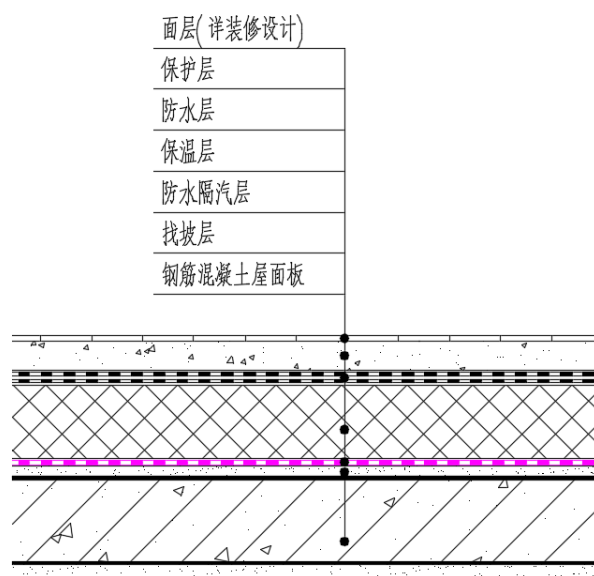 面层(详装修设计)
保护层
防水层
保温层
防水隔汽层
找坡层
钢筋混凝土屋面板